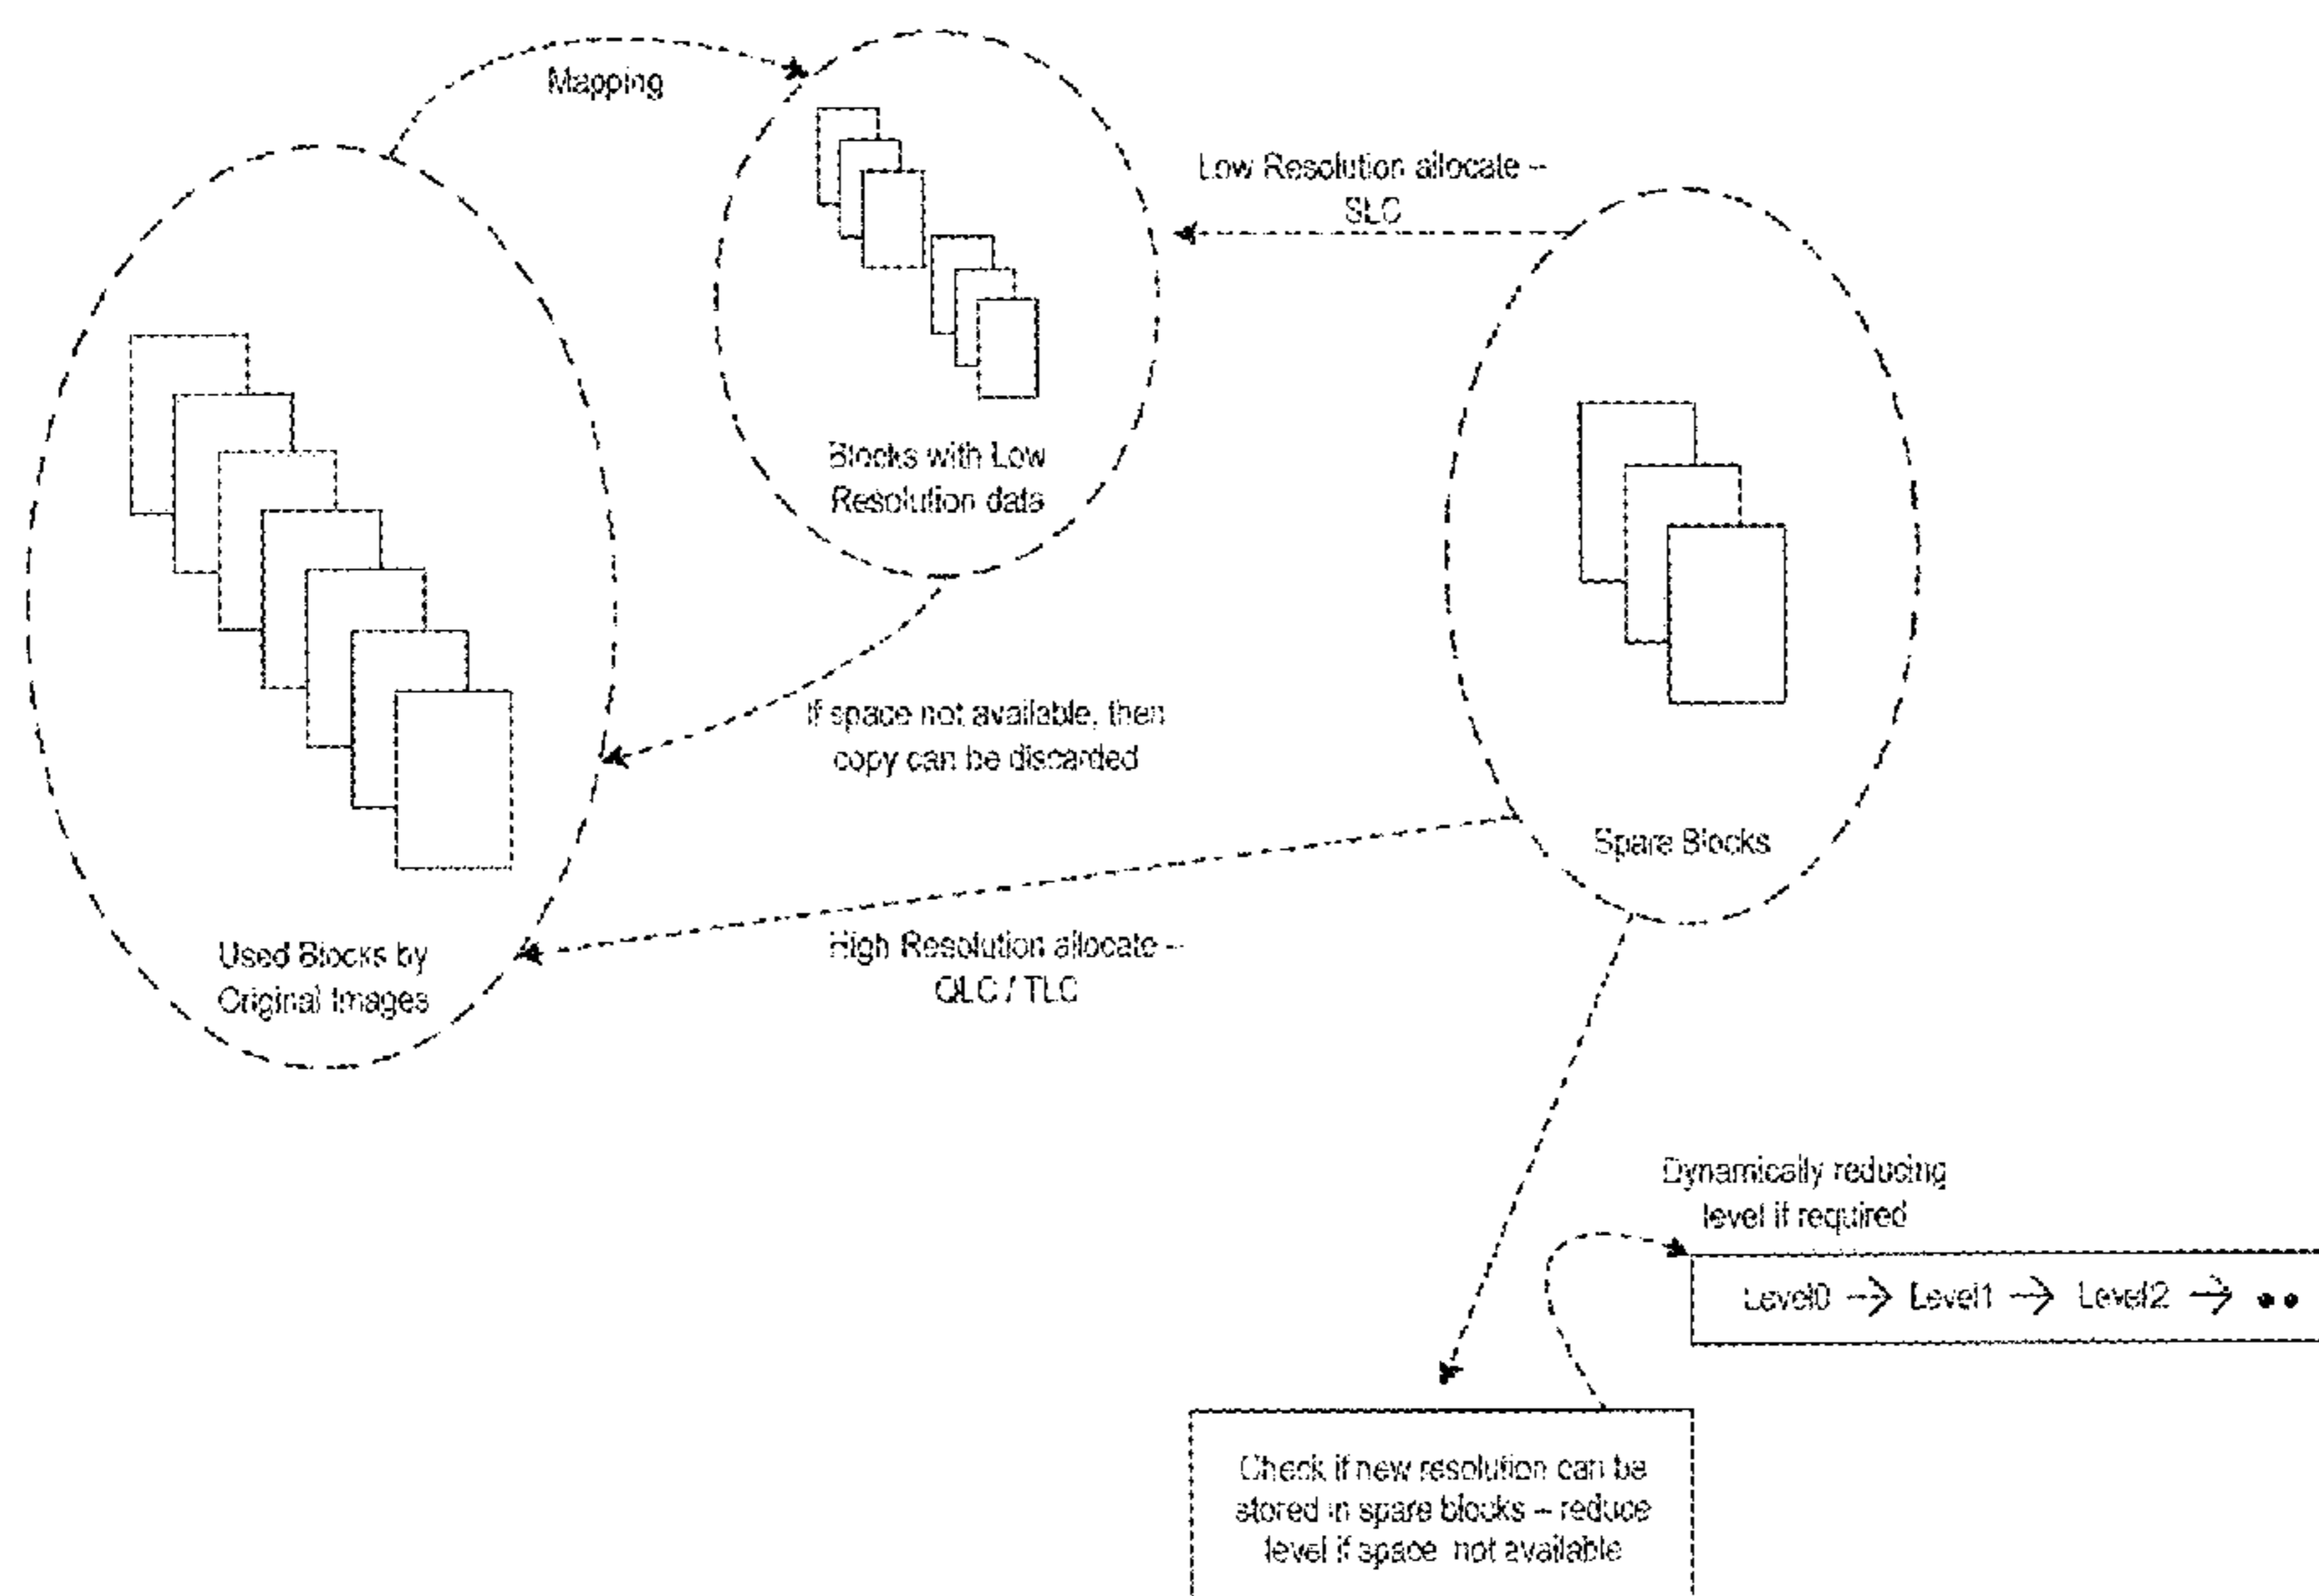 Mapping
Low Resolution allocate –
SLC
Blocks with Low
Resolution data
If space not available, then
copy can be discarded
Spare Blocks
Used Blocks by
Original Images
High Resolution allocate –
QLC / TLC
Dynamically reducing
level if required
Level0 → Level1 → Level2 → ••
Check if new resolution can be
stored in spare blocks – reduce
level if space not available